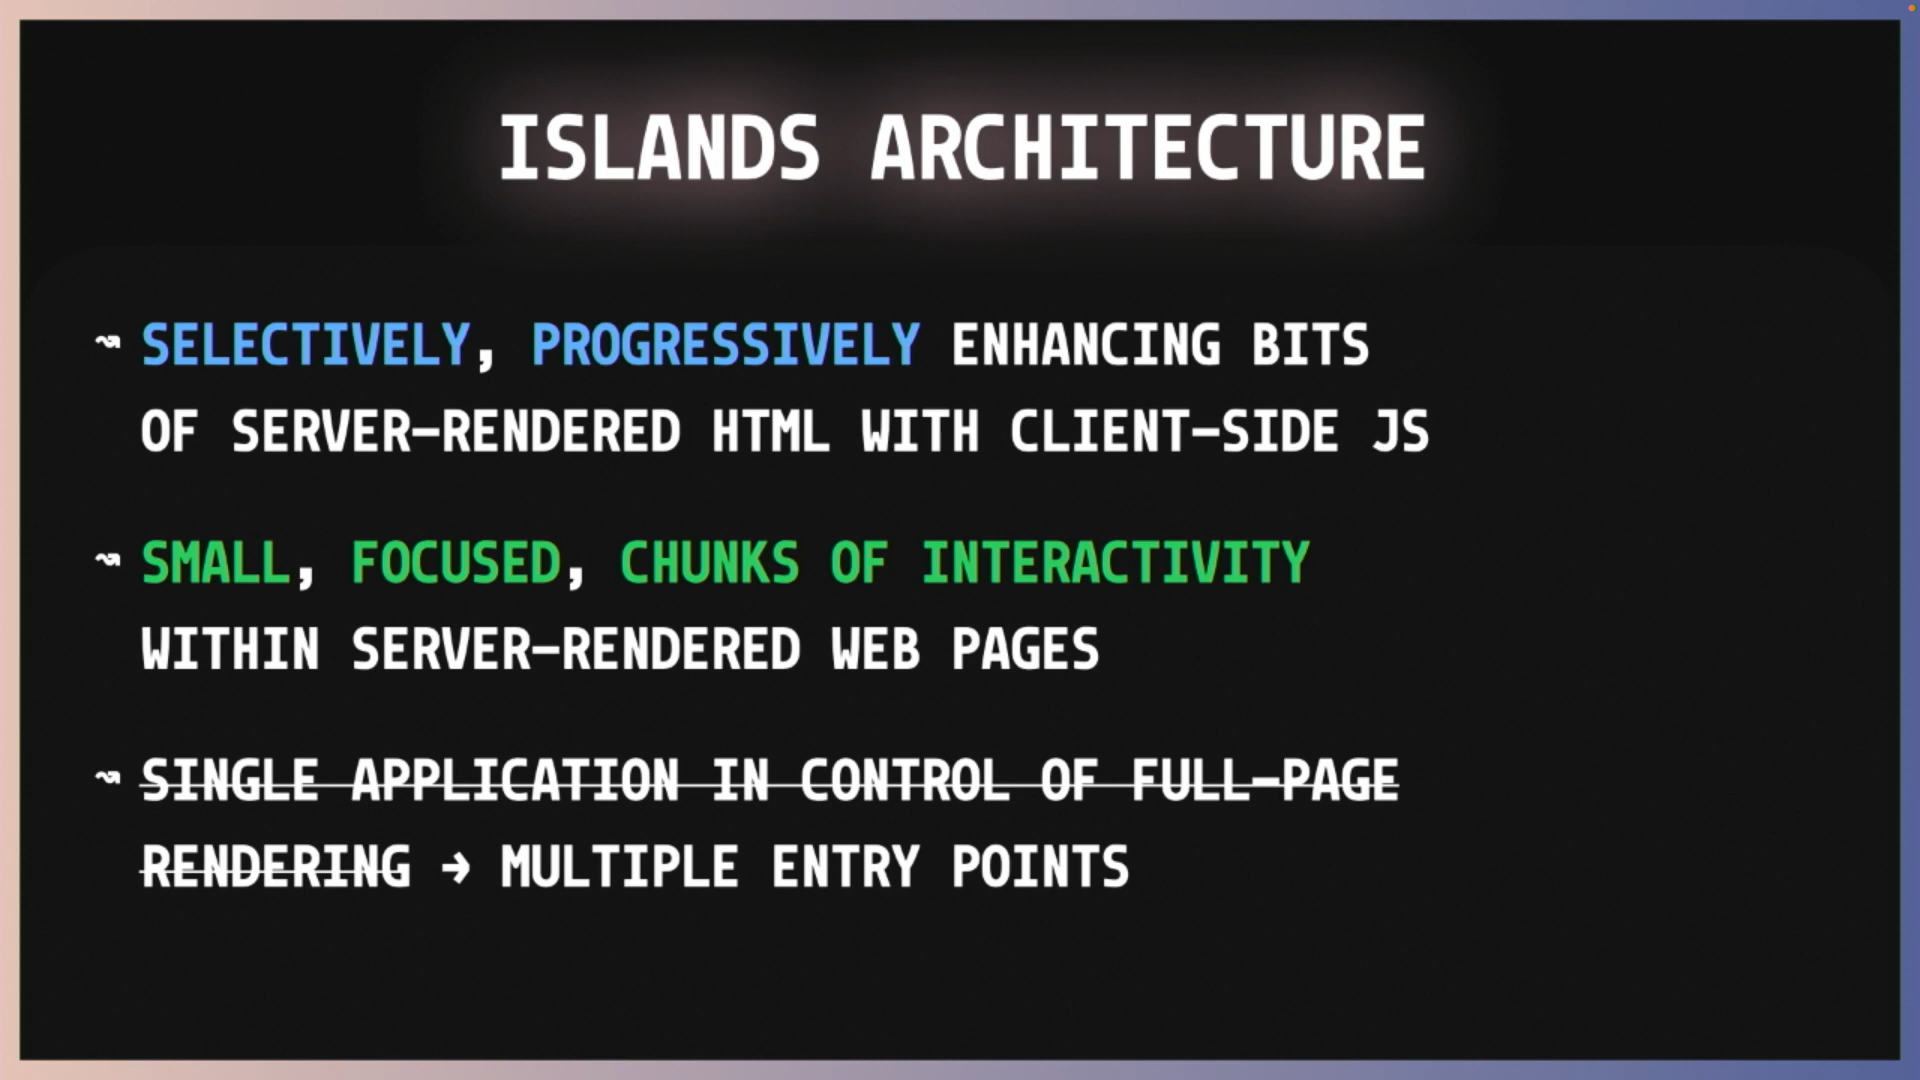 ISLANDS ARCHITECTURE
↝ SELECTIVELY, PROGRESSIVELY ENHANCING BITS
OF SERVER-RENDERED HTML WITH CLIENT-SIDE JS
↝ SMALL, FOCUSED, CHUNKS OF INTERACTIVITY
WITHIN SERVER-RENDERED WEB PAGES
↝ SINGLE APPLICATION IN CONTROL OF FULL-PAGE
RENDERING → MULTIPLE ENTRY POINTS